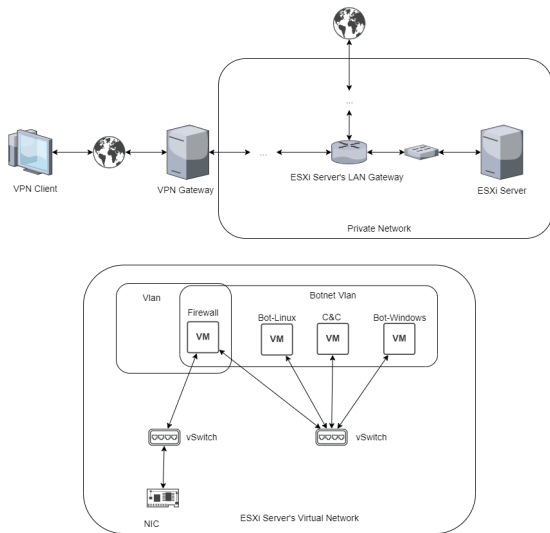 ...
VPN Client
VPN Gateway
...
ESXi Server's LAN Gateway
ESXi Server
Private Network
Vlan
Botnet Vlan
Firewall
Bot-Linux
C&C
Bot-Windows
VM
VM
VM
VM
vSwitch
vSwitch
NIC
ESXi Server's Virtual Network